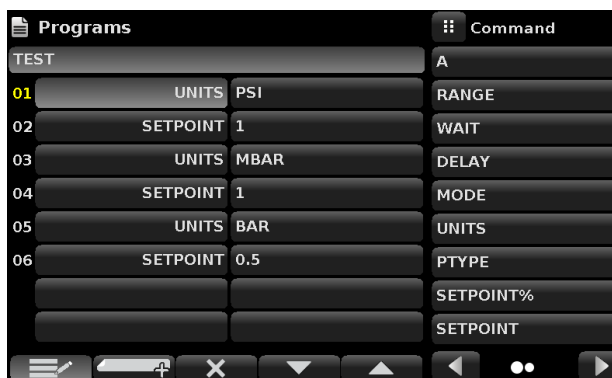 Programs
TEST
01 UNITS PSI
02 SETPOINT 1
03 UNITS MBAR
04 SETPOINT 1
05 UNITS BAR
06 SETPOINT 0.5
Command
A
RANGE
WAIT
DELAY
MODE
UNITS
PTYPE
SETPOINT%
SETPOINT